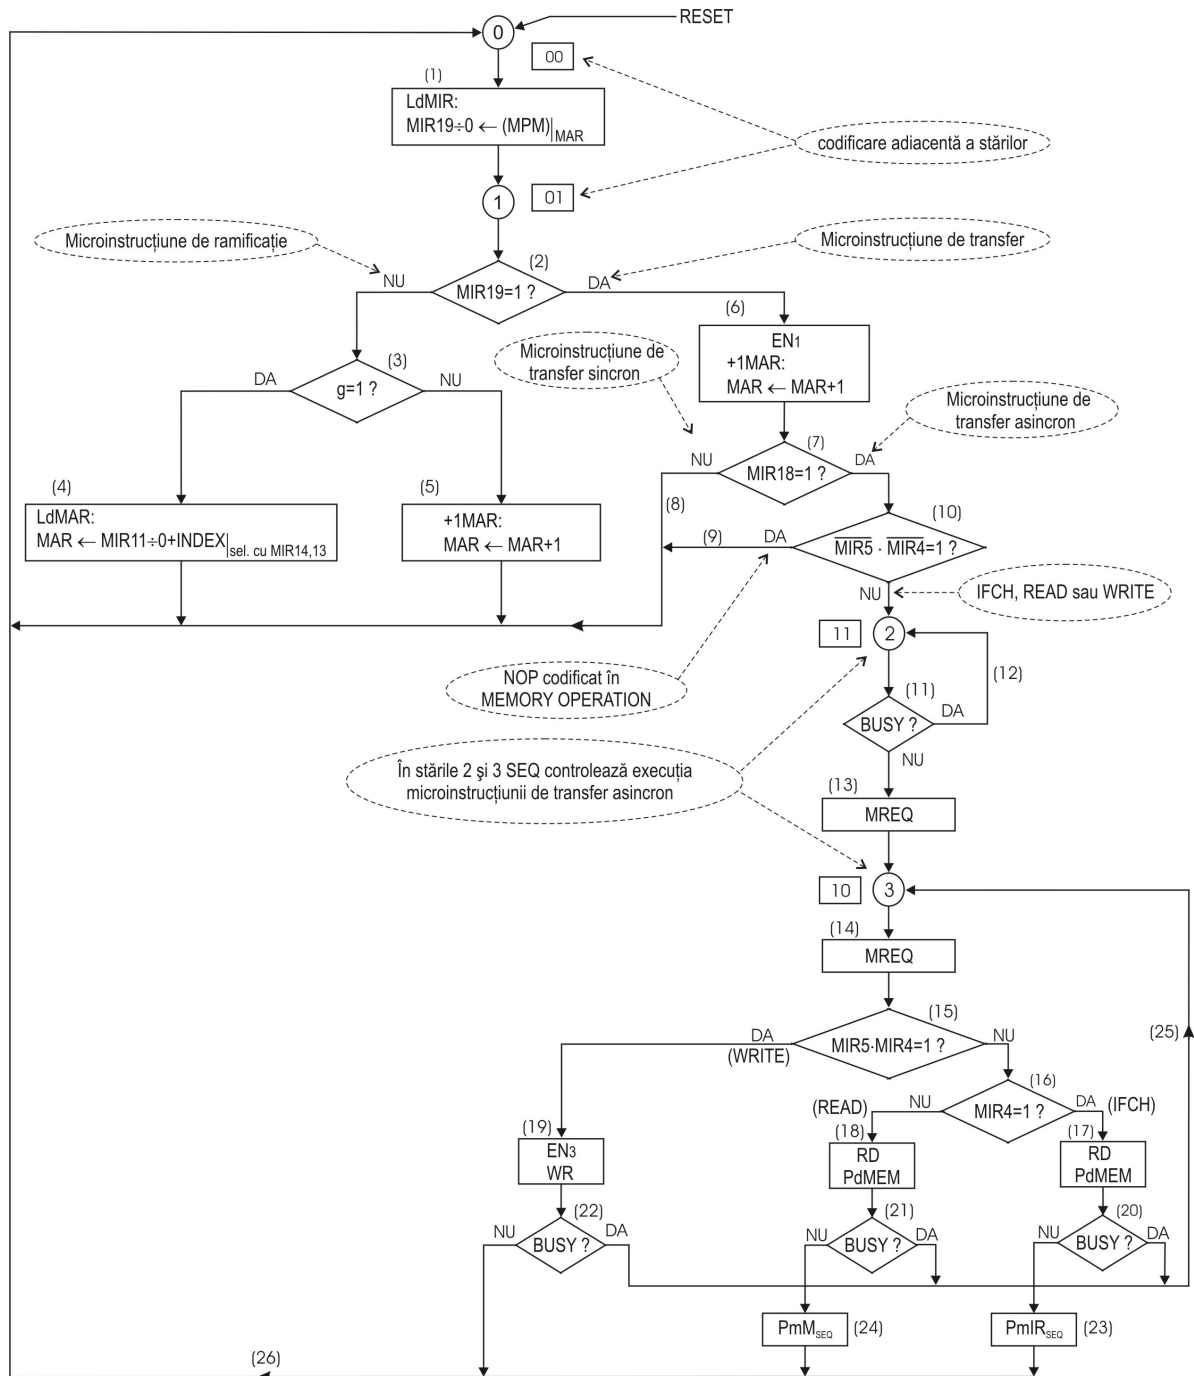 RESET
0
00
(1)
LdMIR:
MIR19÷0 ← (MPM)|MAR
codificare adiacentă a stărilor
1
01
Microinstrucțiune de ramificație
Microinstrucțiune de transfer
(2)
NU
MIR19=1 ?
DA
(6)
EN1
+1MAR:
MAR ← MAR+1
Microinstrucțiune de
transfer sincron
(3)
DA
g=1 ?
NU
Microinstrucțiune de
transfer asincron
(7)
NU
MIR18=1 ?
DA
(4)
LdMAR:
MAR ← MIR11÷0+INDEX|sel. cu MIR14,13
(5)
+1MAR:
MAR ← MAR+1
(8)
(10)
(9)
DA
M̅I̅R̅5̅ · M̅I̅R̅4̅=1 ?
NU
IFCH, READ sau WRITE
11
2
NOP codificat în
MEMORY OPERATION
(12)
(11)
BUSY ?
DA
NU
În stările 2 şi 3 SEQ controlează execuția
microinstrucțiunii de transfer asincron
(13)
MREQ
10
3
(14)
MREQ
(15)
DA
(WRITE)
MIR5·MIR4=1 ?
NU
(25)
(16)
(READ)
NU
MIR4=1 ?
DA
(IFCH)
(19)
EN3
WR
(18)
RD
PdMEM
(17)
RD
PdMEM
(22)
NU
BUSY ?
DA
(21)
NU
BUSY ?
DA
(20)
NU
BUSY ?
DA
PmMSEQ
(24)
PmIRSEQ
(23)
(26)